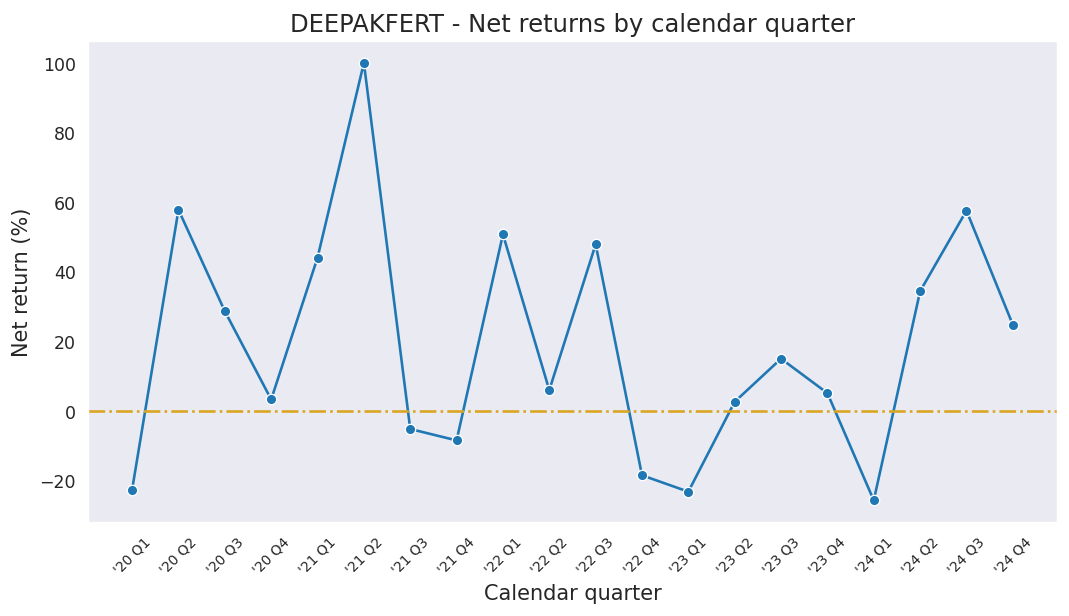 DEEPAKFERT - Net returns by calendar quarter
Net return (%)
100
80
60
40
20
0
−20
'20 Q1
'20 Q2
'20 Q3
'20 Q4
'21 Q1
'21 Q2
'21 Q3
'21 Q4
'22 Q1
'22 Q2
'22 Q3
'22 Q4
'23 Q1
'23 Q2
'23 Q3
'23 Q4
'24 Q1
'24 Q2
'24 Q3
'24 Q4
Calendar quarter